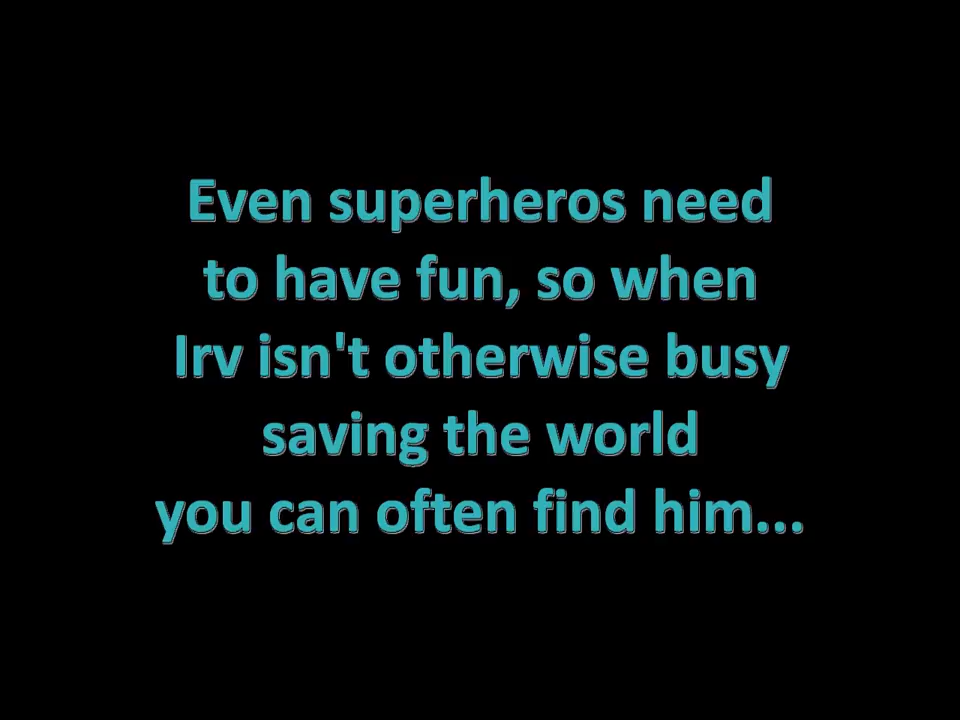 Even superheros need
to have fun, so when
Irv isn't otherwise busy
saving the world
you can often find him...